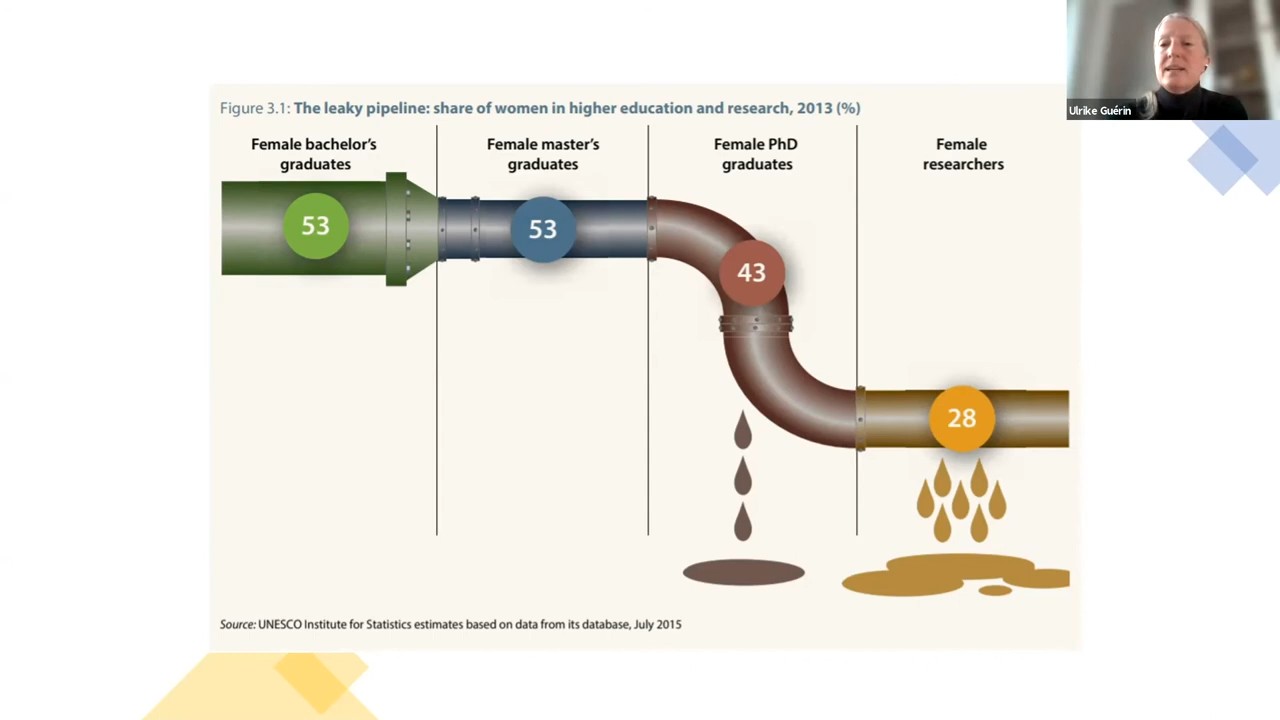 Ulrike Guérin
Figure 3.1: The leaky pipeline: share of women in higher education and research, 2013 (%)
Female bachelor's
graduates
Female master's
graduates
Female PhD
graduates
Female
researchers
53
53
43
28
Source: UNESCO Institute for Statistics estimates based on data from its database, July 2015